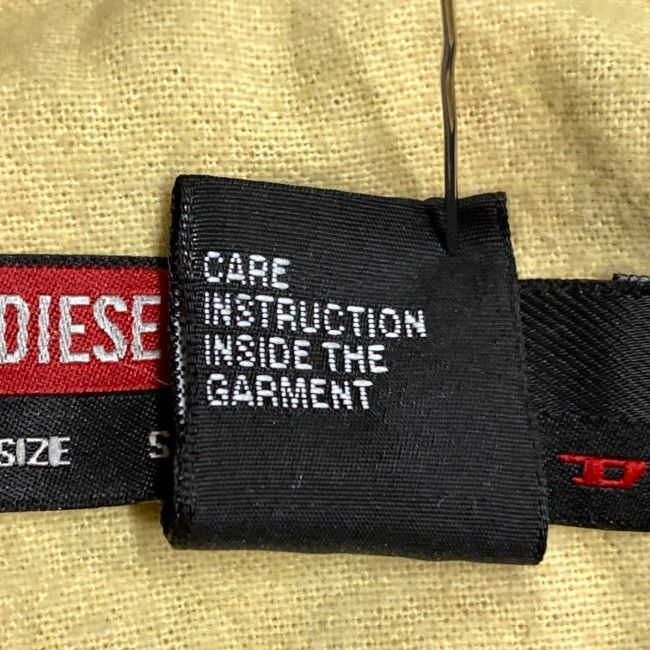 DIESE
SIZE S
CARE
INSTRUCTION
INSIDE THE
GARMENT
D